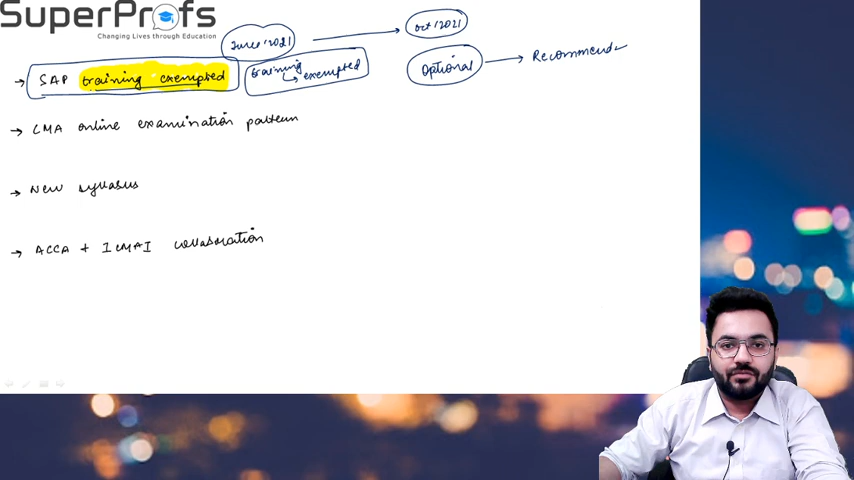 SuperProfs
Changing Lives through Education
June'2021 → Oct'2021
→ SAP training exempted
training
↳ exempted
Optional → Recommend
→ CMA online examination pattern
→ New syllabus
→ ACCA + ICMAI collaboration